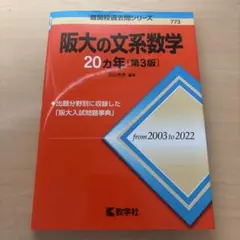 難関校過去問シリーズ
773
阪大の文系数学
20カ年[第3版]
編著
●出題分野別に収録した
「阪大入試問題事典」
from 2003 to 2022
教学社